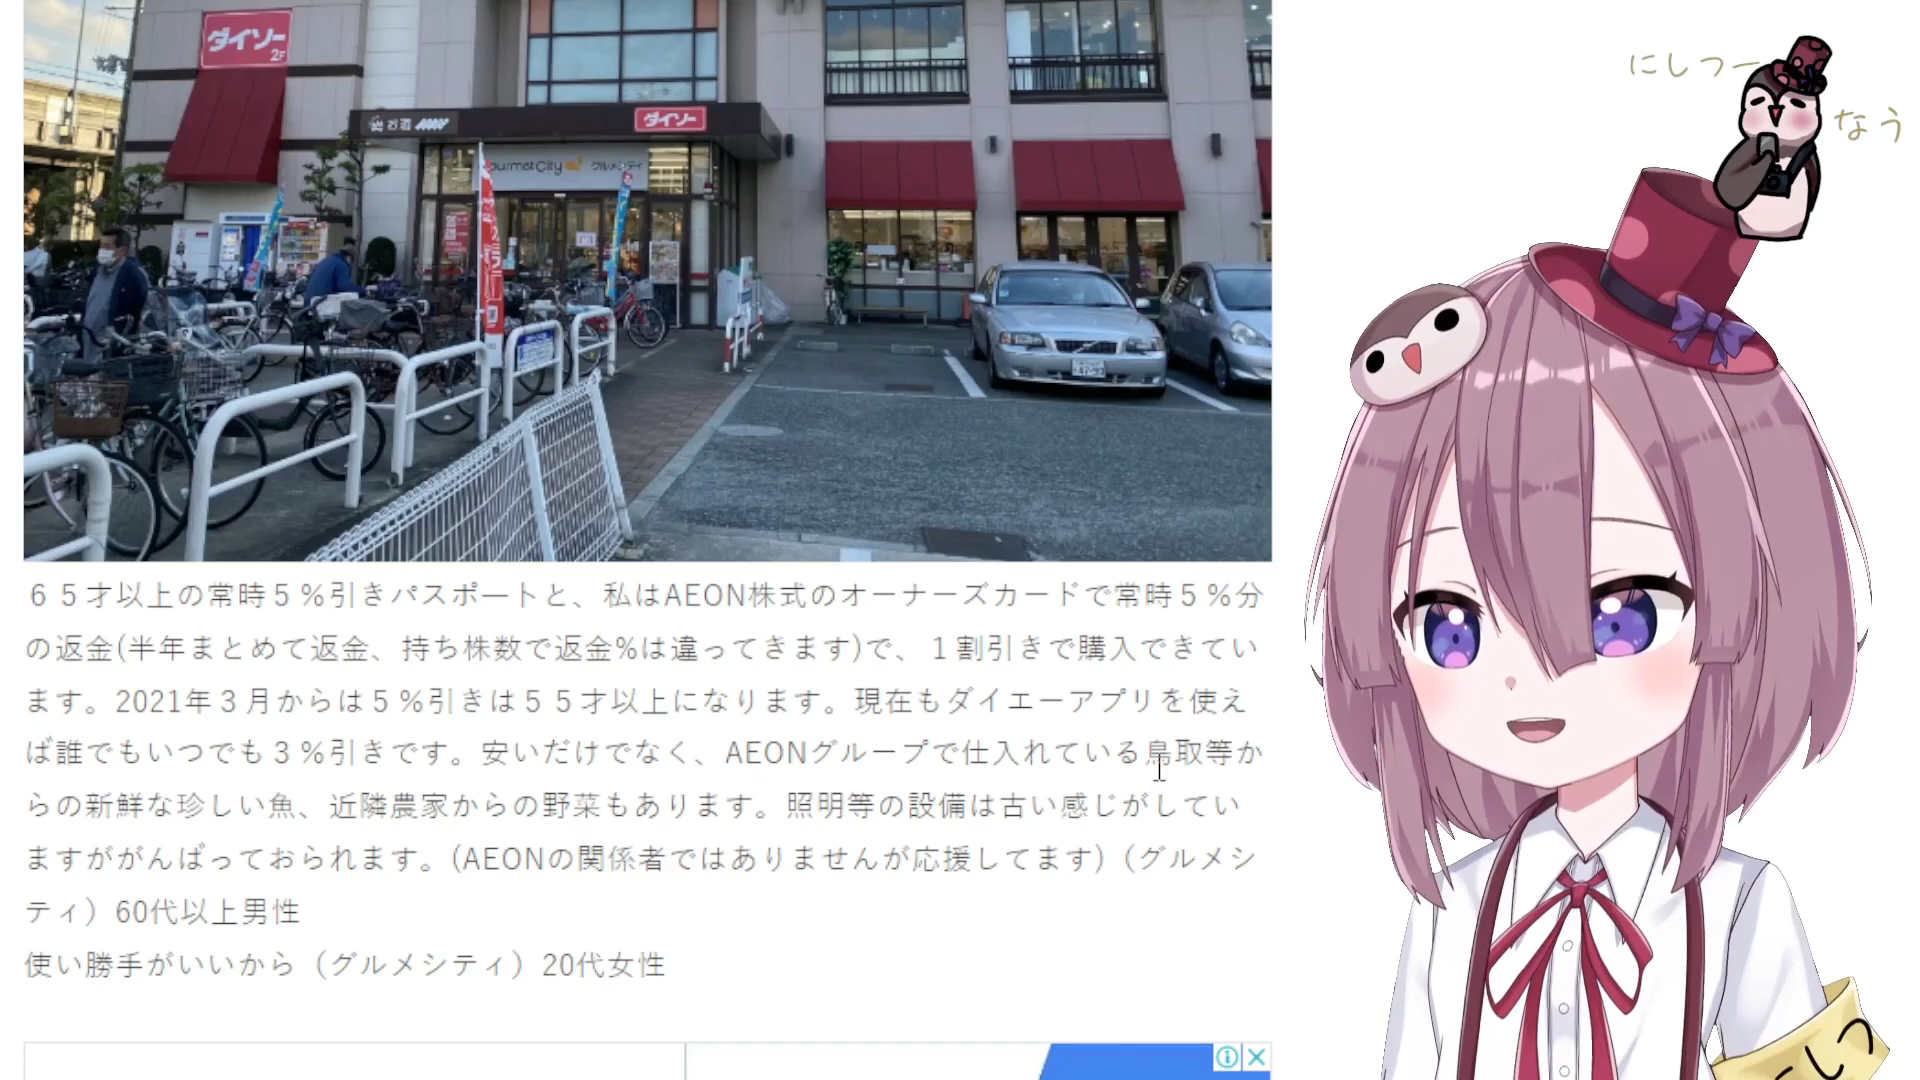 ダイソー
2F
にしつー
なう
お酒
ダイソー
ourmetCity グルメシティ
６５才以上の常時５%引きパスポートと、私はAEON株式のオーナーズカードで常時５%分
の返金(半年まとめて返金、持ち株数で返金%は違ってきます)で、１割引きで購入できてい
ます。2021年３月からは５%引きは５５才以上になります。現在もダイエーアプリを使え
ば誰でもいつでも３%引きです。安いだけでなく、AEONグループで仕入れている鳥取等か
らの新鮮な珍しい魚、近隣農家からの野菜もあります。照明等の設備は古い感じがしてい
ますががんばっておられます。(AEONの関係者ではありませんが応援してます)（グルメシ
ティ）60代以上男性
使い勝手がいいから（グルメシティ）20代女性